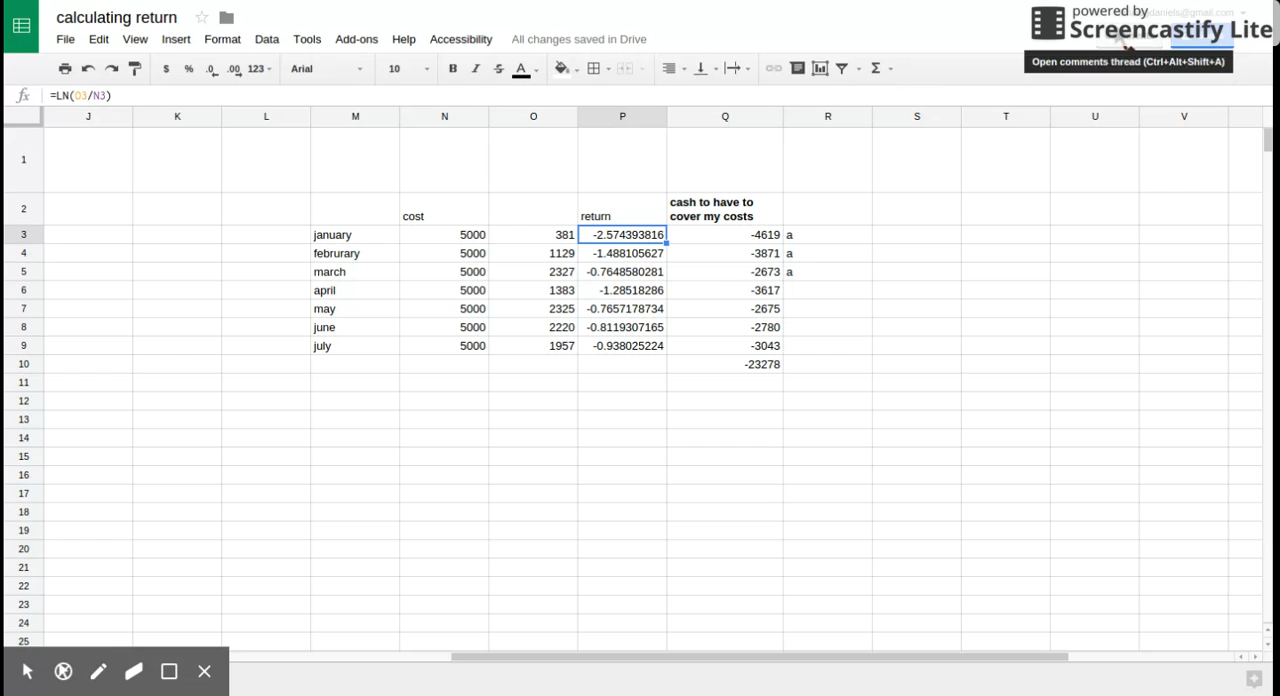 calculating return
powered by
Screencastify Lite
File Edit View Insert Format Data Tools Add-ons Help Accessibility All changes saved in Drive
Open comments thread (Ctrl+Alt+Shift+A)
$ % .0 .00 123 Arial 10 B I S A Σ
fx =LN(O3/N3)
J K L M N O P Q R S T U V
1
cash to have to
2 cost return cover my costs
3 january 5000 381 -2.574393816 -4619 a
4 februrary 5000 1129 -1.488105627 -3871 a
5 march 5000 2327 -0.7648580281 -2673 a
6 april 5000 1383 -1.28518286 -3617
7 may 5000 2325 -0.7657178734 -2675
8 june 5000 2220 -0.8119307165 -2780
9 july 5000 1957 -0.938025224 -3043
10 -23278
11
12
13
14
15
16
17
18
19
20
21
22
23
24
25